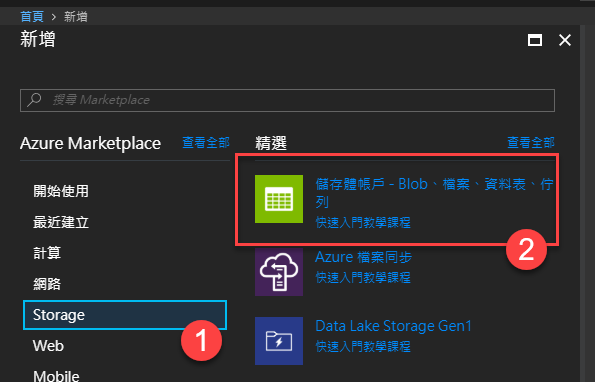 首頁 > 新增
新增
搜尋 Marketplace
Azure Marketplace 查看全部
開始使用
最近建立
計算
網路
Storage
1
Web
Mobile
精選 查看全部
儲存體帳戶 - Blob、檔案、資料表、佇
列
快速入門教學課程
2
Azure 檔案同步
快速入門教學課程
Data Lake Storage Gen1
快速入門教學課程